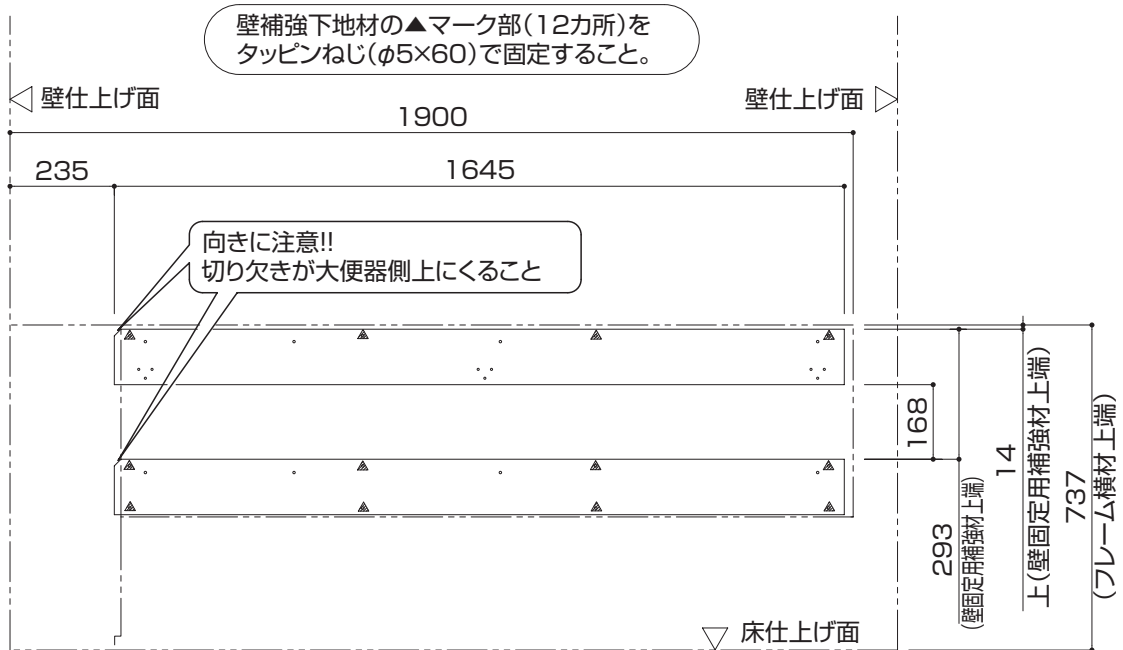 壁補強下地材の▲マーク部(12カ所)を
タッピンねじ(φ5×60)で固定すること。
壁仕上げ面
壁仕上げ面
1900
235
1645
向きに注意!!
切り欠きが大便器側上にくること
168
293
(壁固定用補強材上端)
14
上(壁固定用補強材上端)
737
(フレーム横材上端)
床仕上げ面